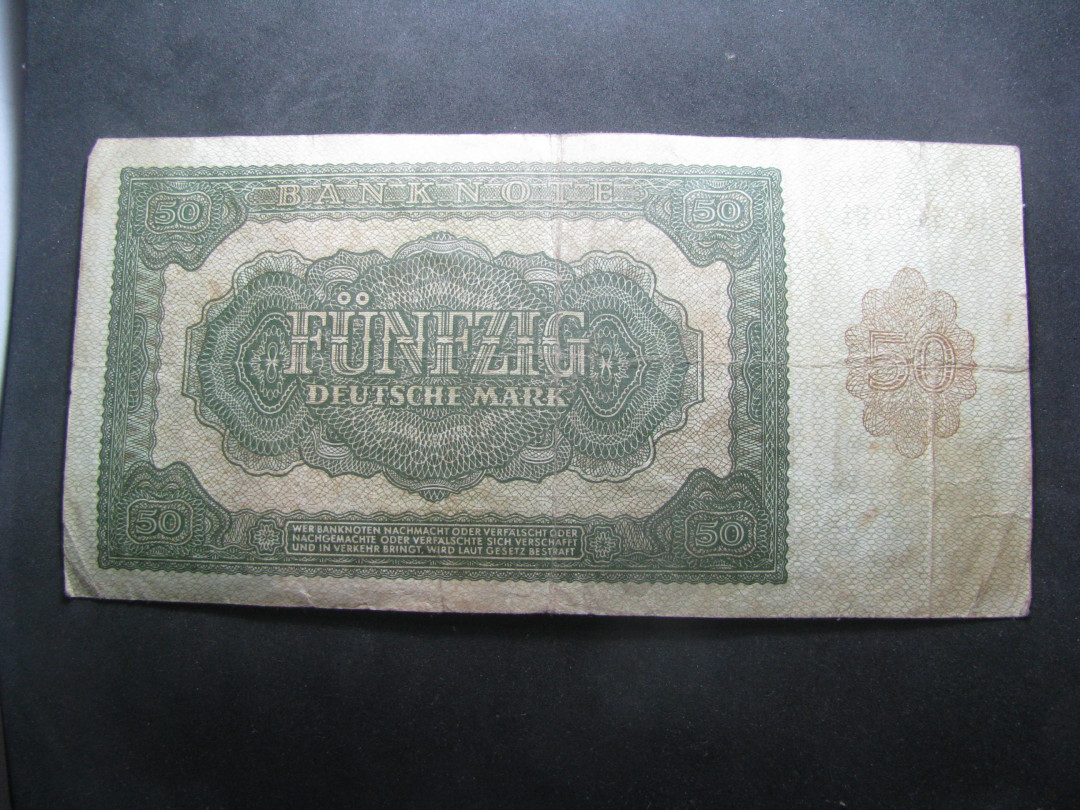 BANKNOTE
50 50
FÜNFZIG
50
DEUTSCHE MARK
50 50
WER BANKNOTEN NACHMACHT ODER VERFÄLSCHT ODER
NACHGEMACHTE ODER VERFÄLSCHTE SICH VERSCHAFFT
UND IN VERKEHR BRINGT, WIRD LAUT GESETZ BESTRAFT